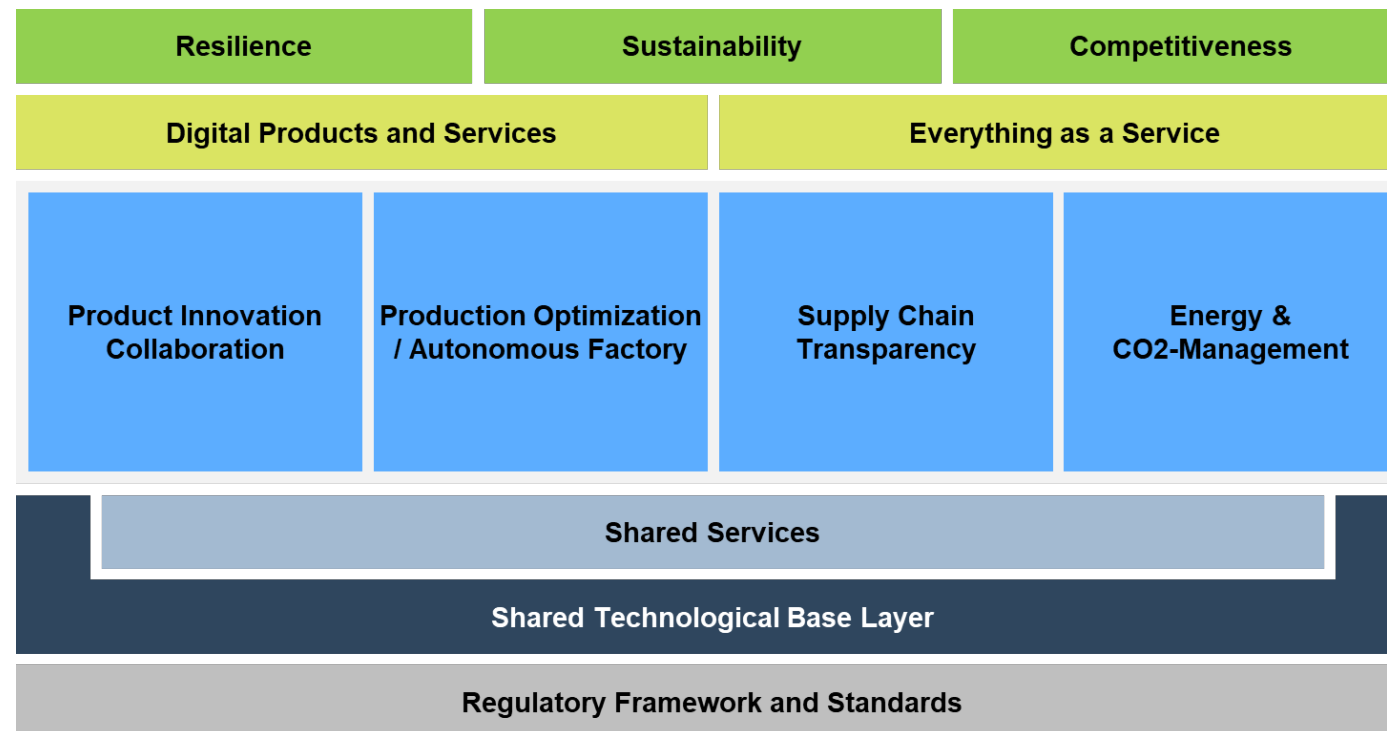 Resilience
Sustainability
Competitiveness
Digital Products and Services
Everything as a Service
Product Innovation
Collaboration
Production Optimization
/ Autonomous Factory
Supply Chain
Transparency
Energy &
CO2-Management
Shared Services
Shared Technological Base Layer
Regulatory Framework and Standards